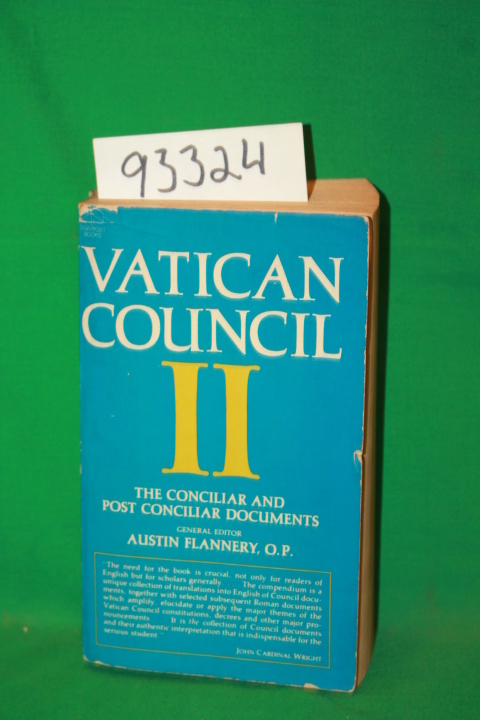 93324
VATICAN
COUNCIL
II
THE CONCILIAR AND
POST CONCILIAR DOCUMENTS
GENERAL EDITOR
AUSTIN FLANNERY, O.P.
"The need for the book is crucial, not only for readers of
English but for scholars generally The compendium is a
unique collection of translations into English of Council docu-
ments, together with selected subsequent Roman documents
which amplify, elucidate or apply the major themes of the
Vatican Council constitutions, decrees and other major pro-
nouncements It is the collection of Council documents
and their authentic interpretation that is indispensable for the
serious student"
JOHN CARDINAL WRIGHT